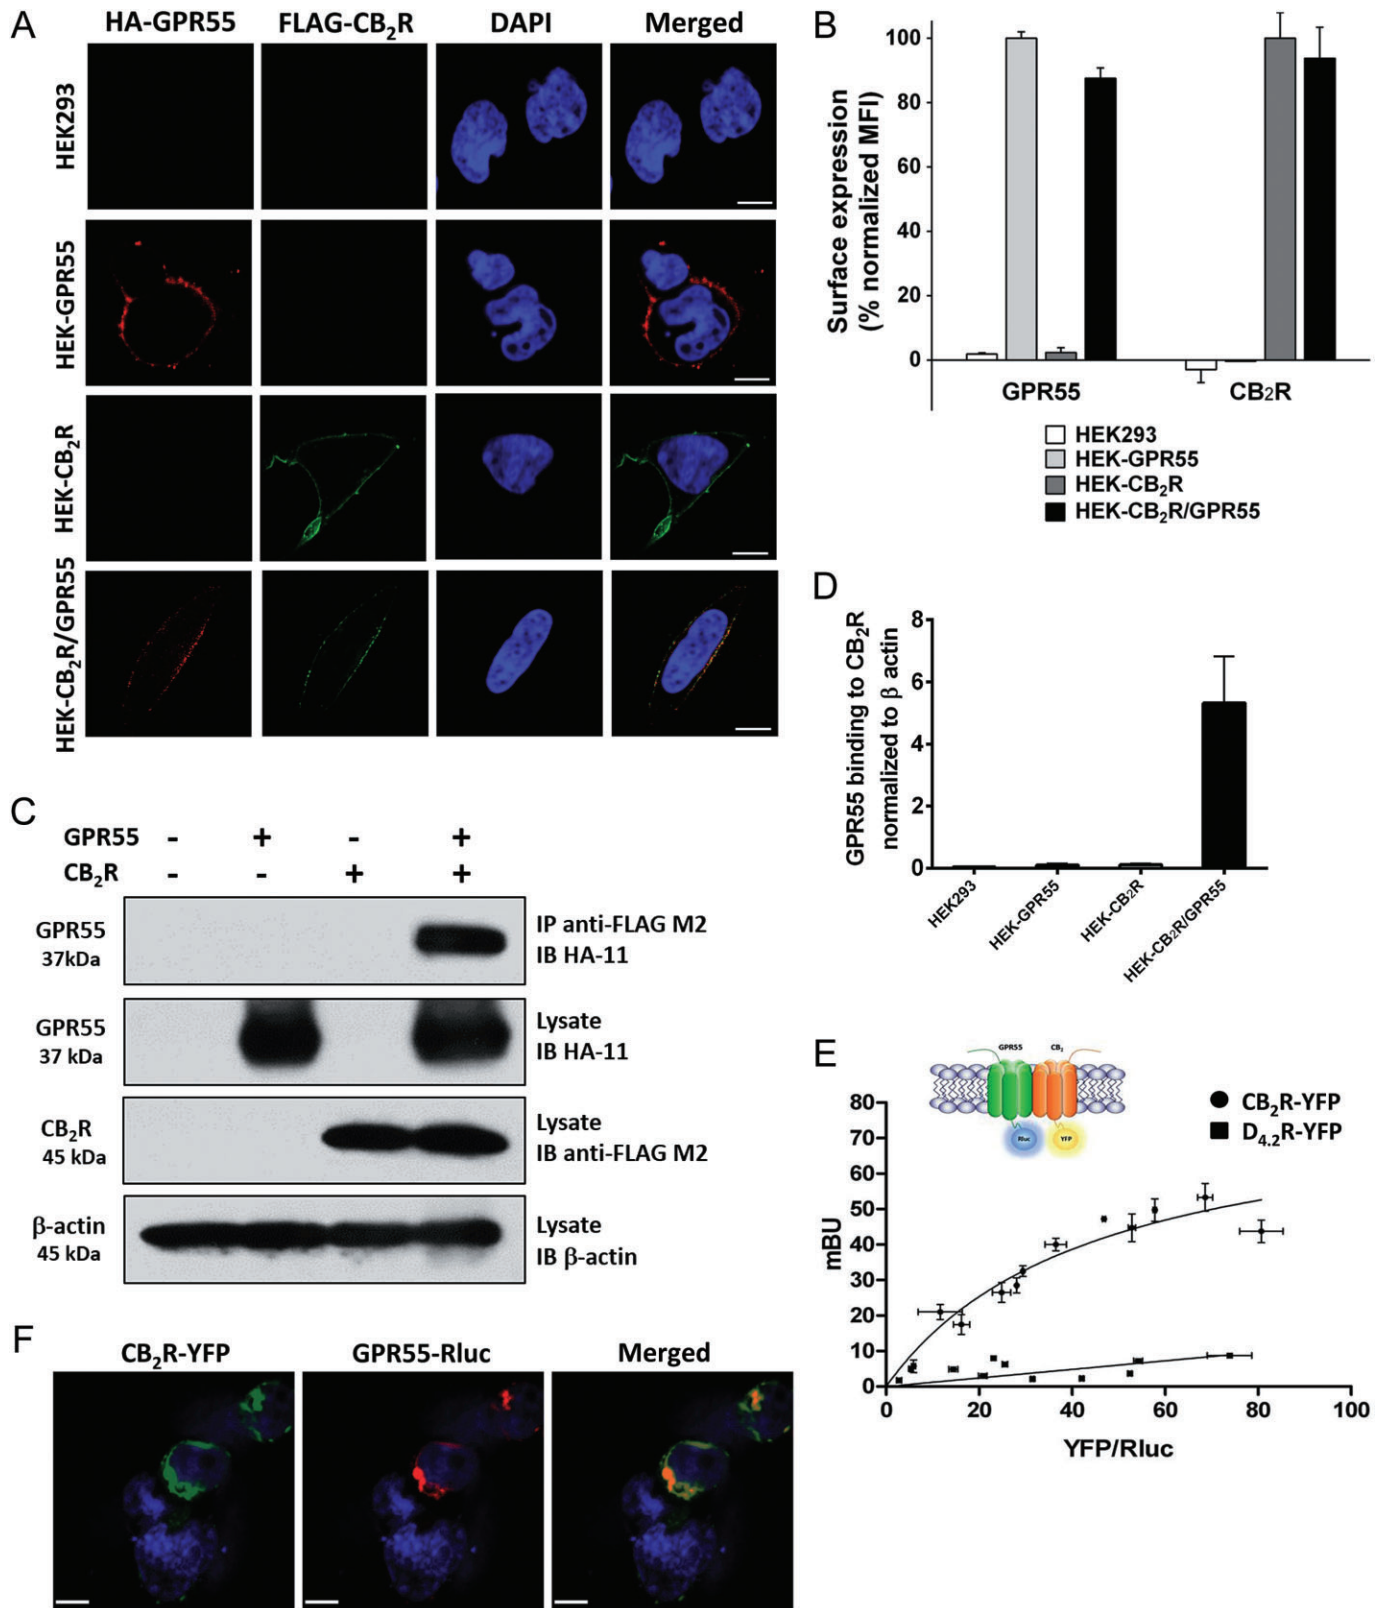 A
HA-GPR55 FLAG-CB₂R DAPI Merged
HEK293
HEK-GPR55
HEK-CB₂R
HEK-CB₂R/GPR55
B
Surface expression
(% normalized MFI)
100
80
60
40
20
0
GPR55 CB₂R
HEK293
HEK-GPR55
HEK-CB₂R
HEK-CB₂R/GPR55
C
GPR55 - + - +
CB₂R - - + +
GPR55
37kDa
IP anti-FLAG M2
IB HA-11
GPR55
37 kDa
Lysate
IB HA-11
CB₂R
45 kDa
Lysate
IB anti-FLAG M2
β-actin
45 kDa
Lysate
IB β-actin
D
GPR55 binding to CB₂R
normalized to β actin
8
6
4
2
0
HEK293
HEK-GPR55
HEK-CB₂R
HEK-CB₂R/GPR55
E
GPR55 CB₂
Rluc YFP
CB₂R-YFP
D₄.₂R-YFP
mBU
80
70
60
50
40
30
20
10
0
0 20 40 60 80 100
YFP/Rluc
F
CB₂R-YFP GPR55-Rluc Merged